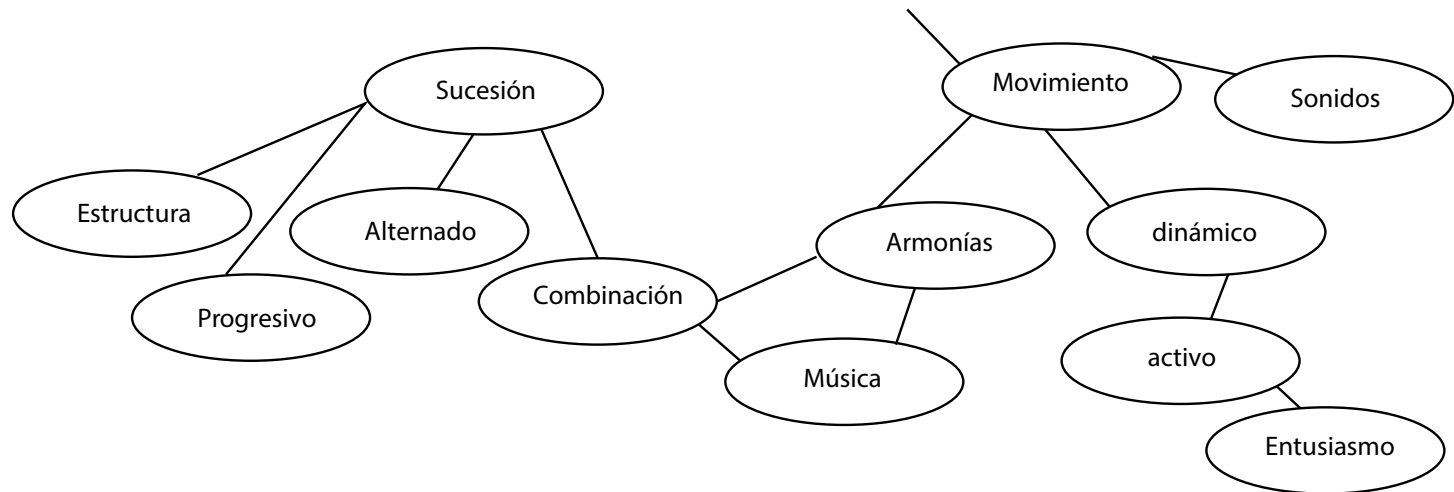 Sucesión
Movimiento
Sonidos
Estructura
Alternado
Armonías
dinámico
Progresivo
Combinación
Música
activo
Entusiasmo